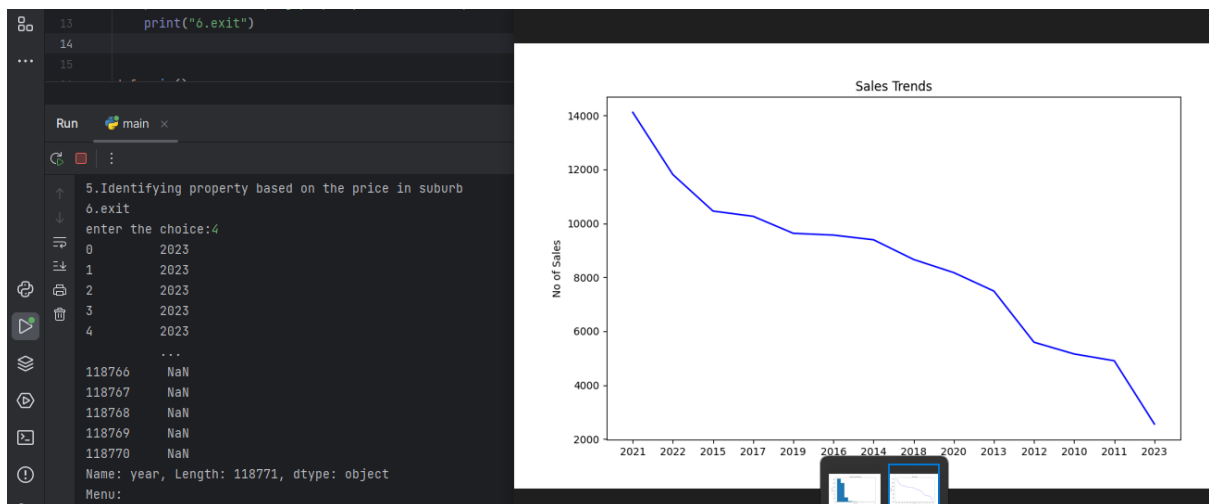 13 print("6.exit")
14
15
Run main ×
5.Identifying property based on the price in suburb
6.exit
enter the choice:4
0 2023
1 2023
2 2023
3 2023
4 2023
...
118766 NaN
118767 NaN
118768 NaN
118769 NaN
118770 NaN
Name: year, Length: 118771, dtype: object
Menu:
Sales Trends
No of Sales
14000
12000
10000
8000
6000
4000
2000
2021 2022 2015 2017 2019 2016 2014 2018 2020 2013 2012 2010 2011 2023